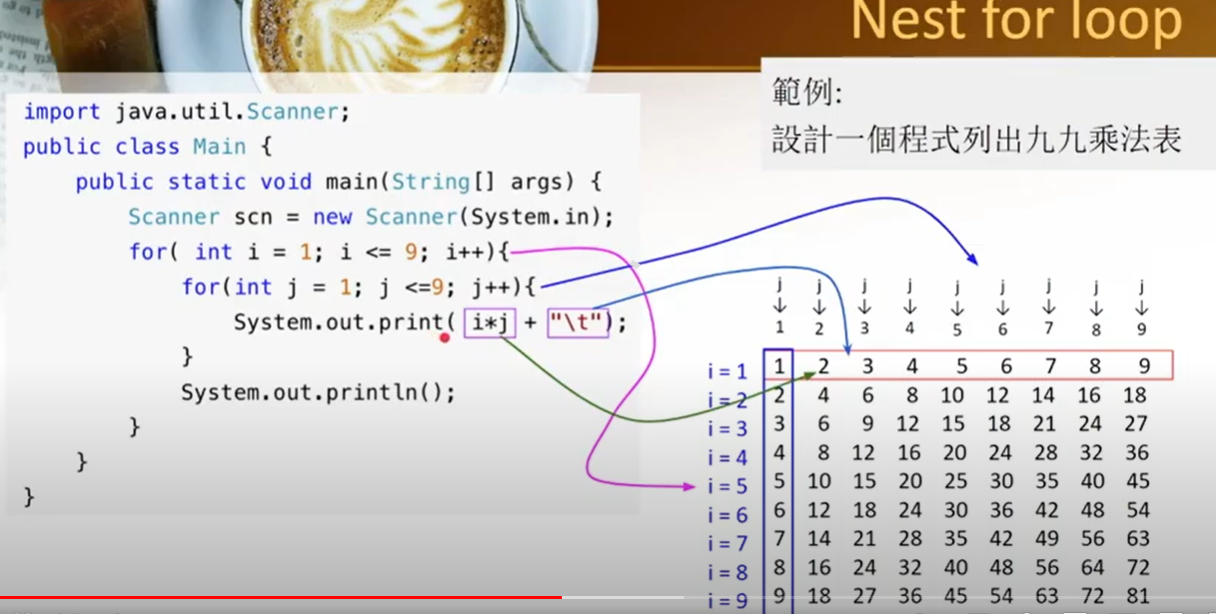 Nest for loop
範例:
設計一個程式列出九九乘法表
import java.util.Scanner;
public class Main {
public static void main(String[] args) {
Scanner scn = new Scanner(System.in);
for( int i = 1; i <= 9; i++){
for(int j = 1; j <=9; j++){
System.out.print( i*j + "\t");
}
System.out.println();
}
}
}
j j j j j j j j j
↓ ↓ ↓ ↓ ↓ ↓ ↓ ↓ ↓
1 2 3 4 5 6 7 8 9
i = 1 1 2 3 4 5 6 7 8 9
i = 2 2 4 6 8 10 12 14 16 18
i = 3 3 6 9 12 15 18 21 24 27
i = 4 4 8 12 16 20 24 28 32 36
i = 5 5 10 15 20 25 30 35 40 45
i = 6 6 12 18 24 30 36 42 48 54
i = 7 7 14 21 28 35 42 49 56 63
i = 8 8 16 24 32 40 48 56 64 72
i = 9 9 18 27 36 45 54 63 72 81